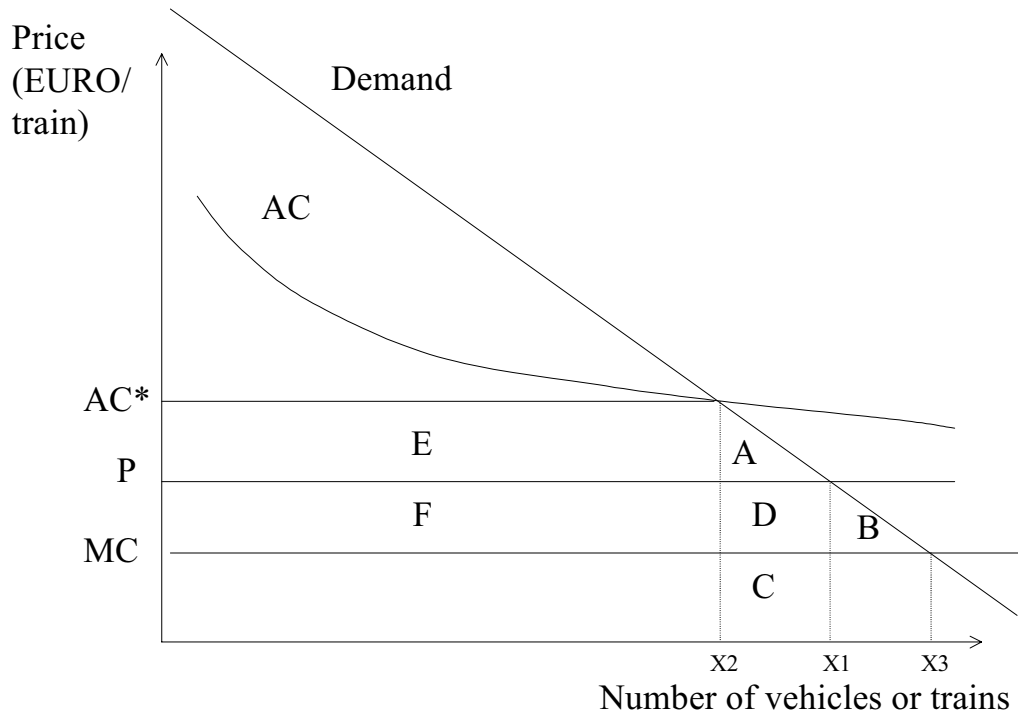 Price
(EURO/
train)
Demand
AC
AC*
E
A
P
F
D
B
MC
C
X2
X1
X3
Number of vehicles or trains